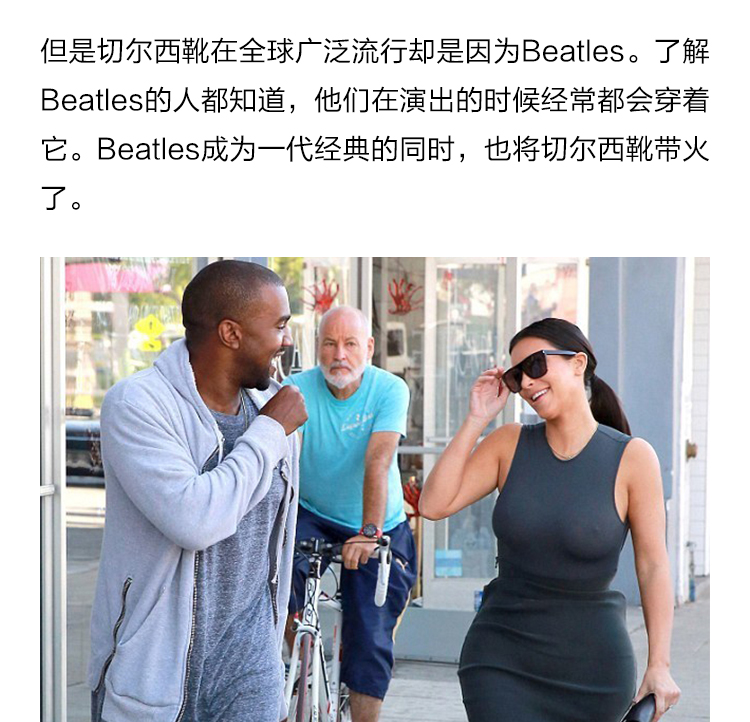 但是切尔西靴在全球广泛流行却是因为Beatles。了解
Beatles的人都知道，他们在演出的时候经常都会穿着
它。Beatles成为一代经典的同时，也将切尔西靴带火
了。